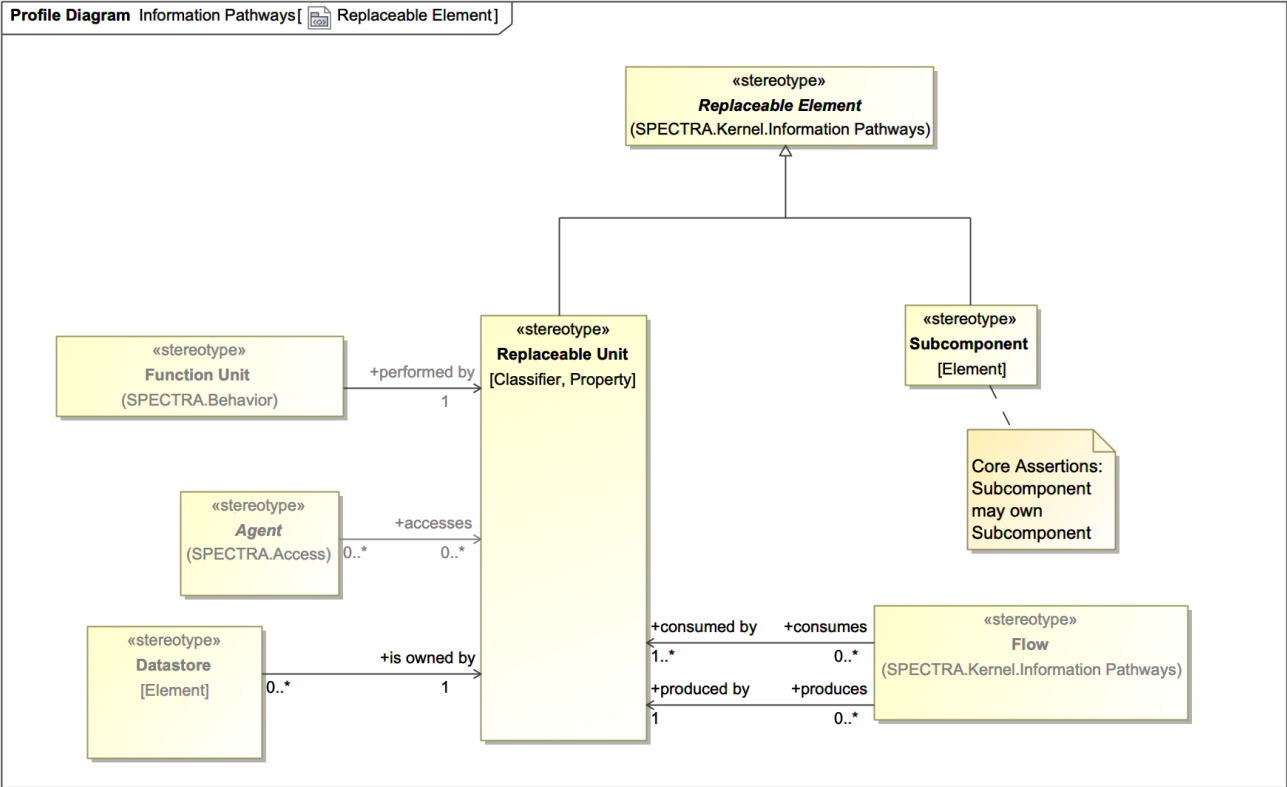 Profile Diagram Information Pathways[ Replaceable Element]
«stereotype»
Replaceable Element
(SPECTRA.Kernel.Information Pathways)
«stereotype»
Replaceable Unit
[Classifier, Property]
«stereotype»
Subcomponent
[Element]
Core Assertions:
Subcomponent
may own
Subcomponent
«stereotype»
Function Unit
(SPECTRA.Behavior)
+performed by
1
«stereotype»
Agent
(SPECTRA.Access)
+accesses
0..*
0..*
«stereotype»
Datastore
[Element]
+is owned by
0..*
1
«stereotype»
Flow
(SPECTRA.Kernel.Information Pathways)
+consumed by
+consumes
1..*
0..*
+produced by
+produces
1
0..*